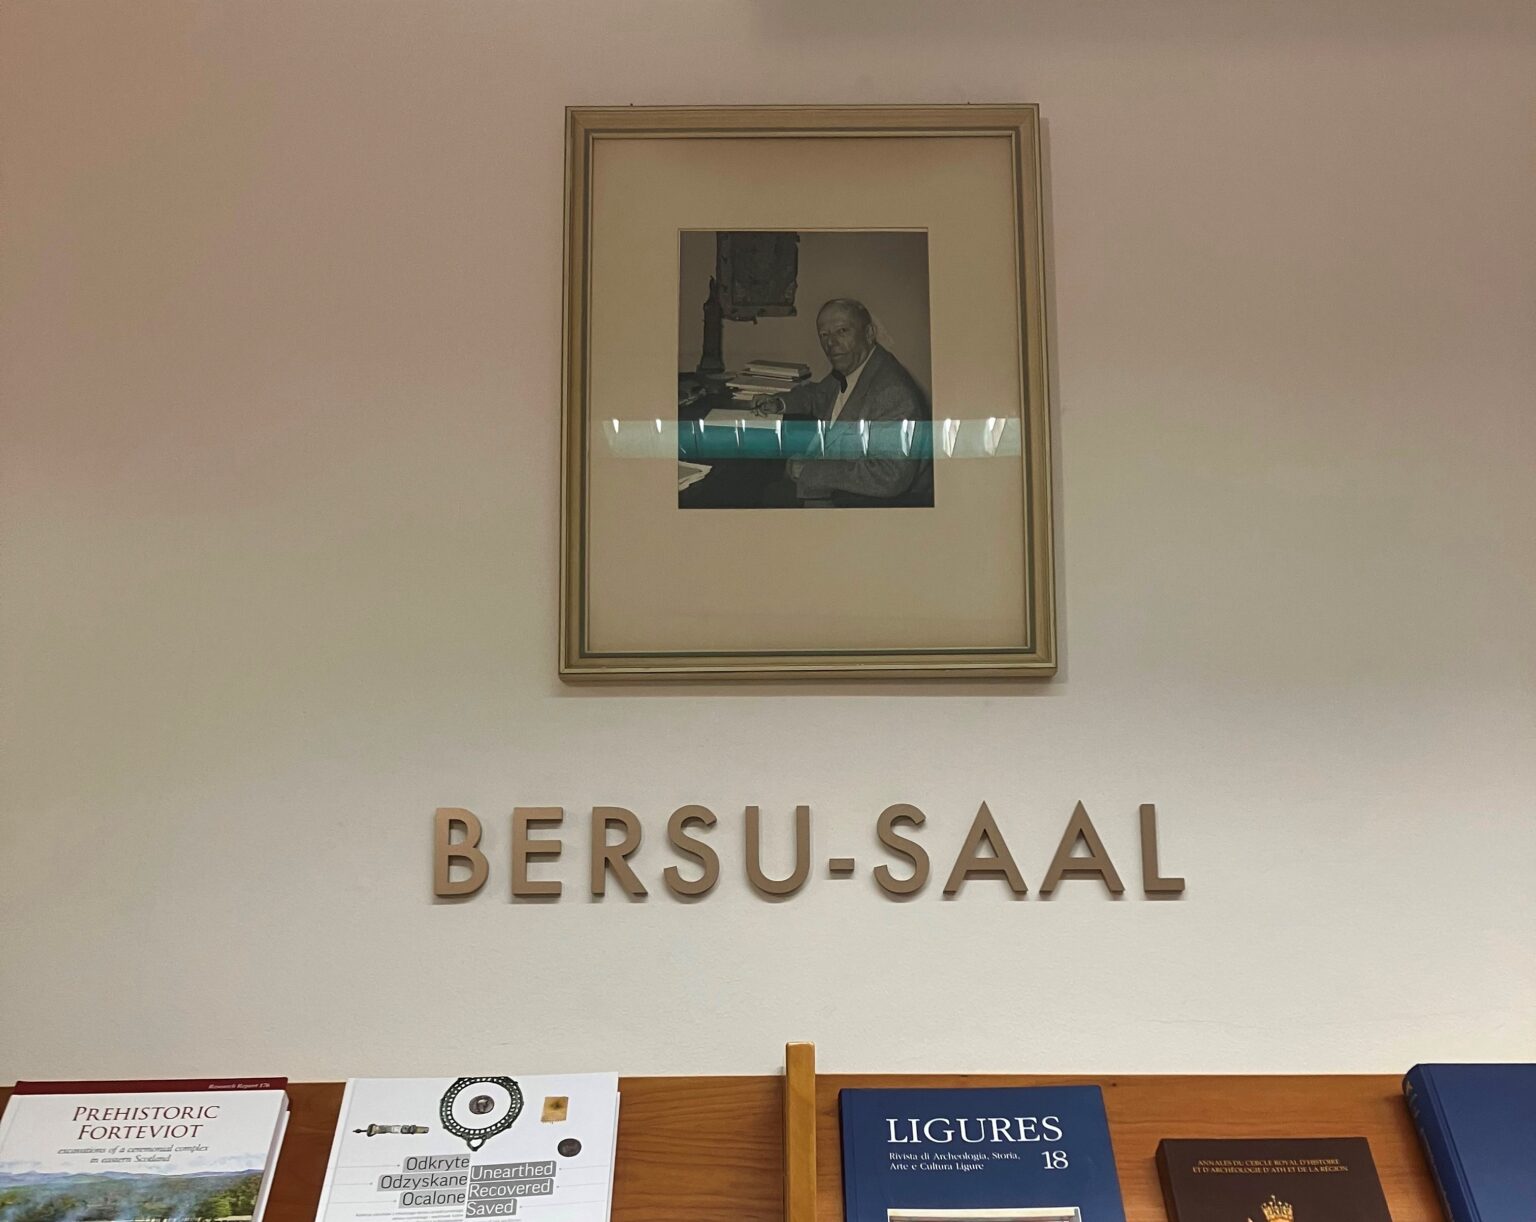 BERSU-SAAL
Research Report 176
PREHISTORIC
FORTEVIOT
excavations of a ceremonial complex
in eastern Scotland
Odkryte
Odzyskane
Ocalone
Unearthed
Recovered
Saved
LIGURES
Rivista di Archeologia, Storia,
Arte e Cultura Ligure
18
ANNALES DU CERCLE ROYAL D'HISTOIRE
ET D'ARCHÉOLOGIE D'ATH ET DE LA RÉGION